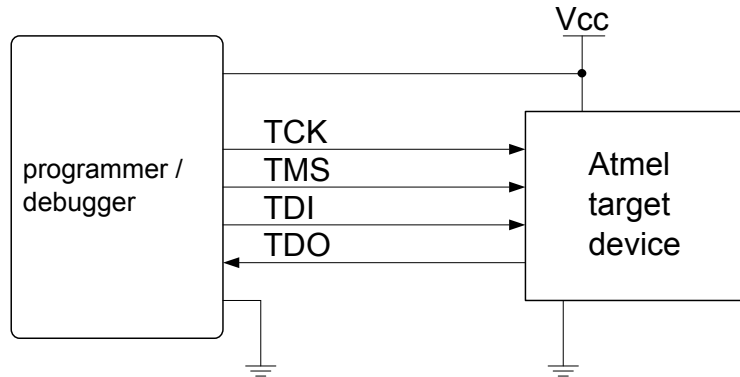 Vcc
TCK
TMS
TDI
TDO
programmer /
debugger
Atmel
target
device